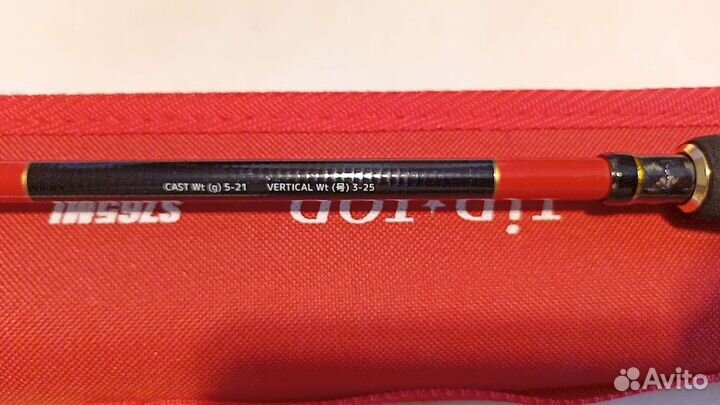 CAST Wt (g) 5-21 VERTICAL Wt (号) 3-25
Avito